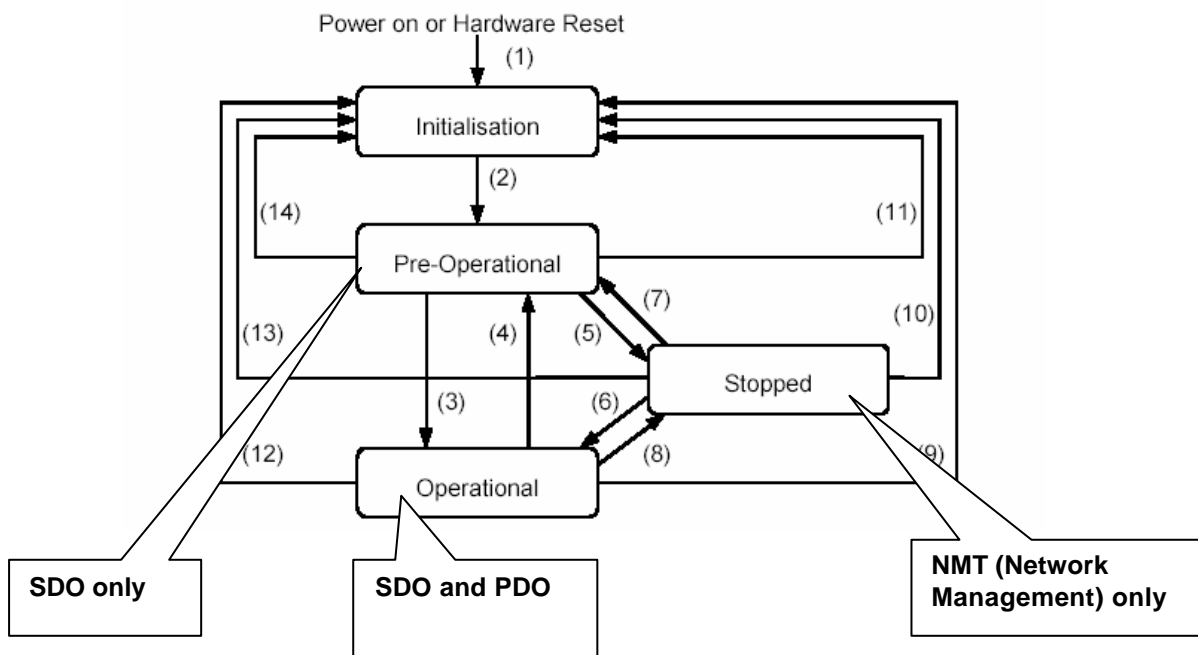 Power on or Hardware Reset
(1)
Initialisation
(2)
(14)
(11)
Pre-Operational
(7)
(10)
(13)
(4)
(5)
Stopped
(3)
(6)
(12)
(8)
(9)
Operational
SDO only
SDO and PDO
NMT (Network
Management) only